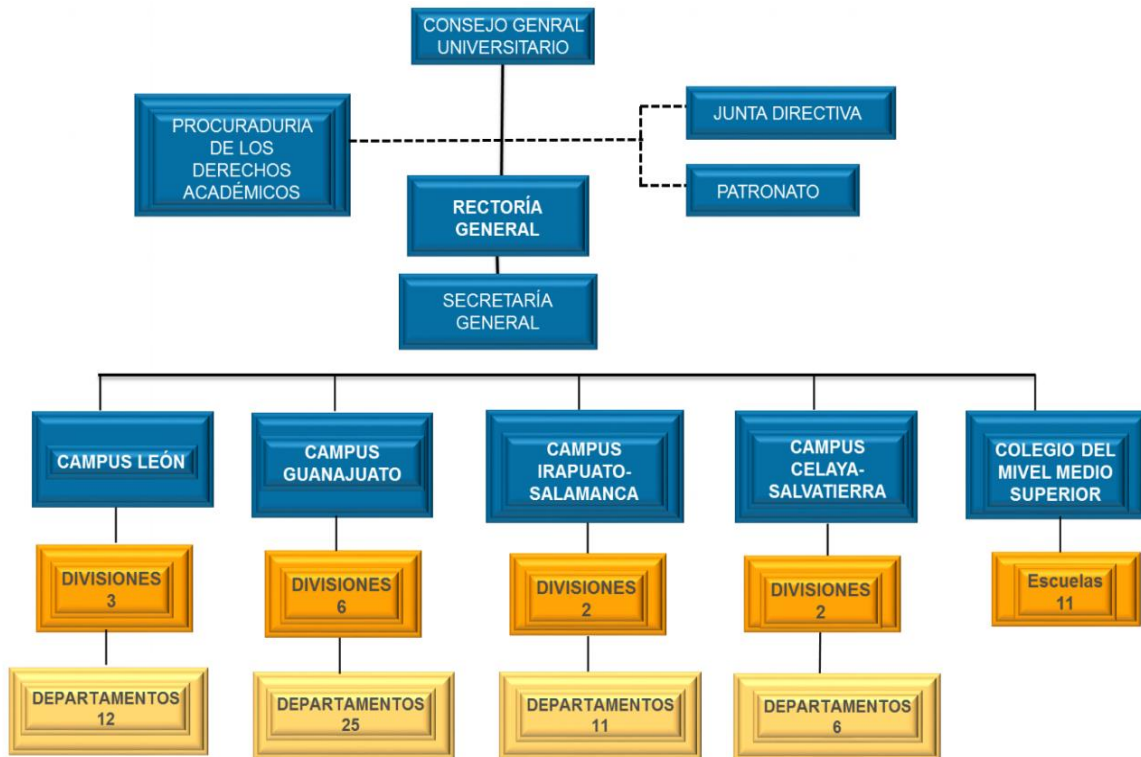 CONSEJO GENRAL
UNIVERSITARIO
PROCURADURIA
DE LOS
DERECHOS
ACADÉMICOS
JUNTA DIRECTIVA
PATRONATO
RECTORÍA
GENERAL
SECRETARÍA
GENERAL
CAMPUS LEÓN
CAMPUS
GUANAJUATO
CAMPUS
IRAPUATO-
SALAMANCA
CAMPUS
CELAYA-
SALVATIERRA
COLEGIO DEL
MIVEL MEDIO
SUPERIOR
DIVISIONES
3
DIVISIONES
6
DIVISIONES
2
DIVISIONES
2
Escuelas
11
DEPARTAMENTOS
12
DEPARTAMENTOS
25
DEPARTAMENTOS
11
DEPARTAMENTOS
6